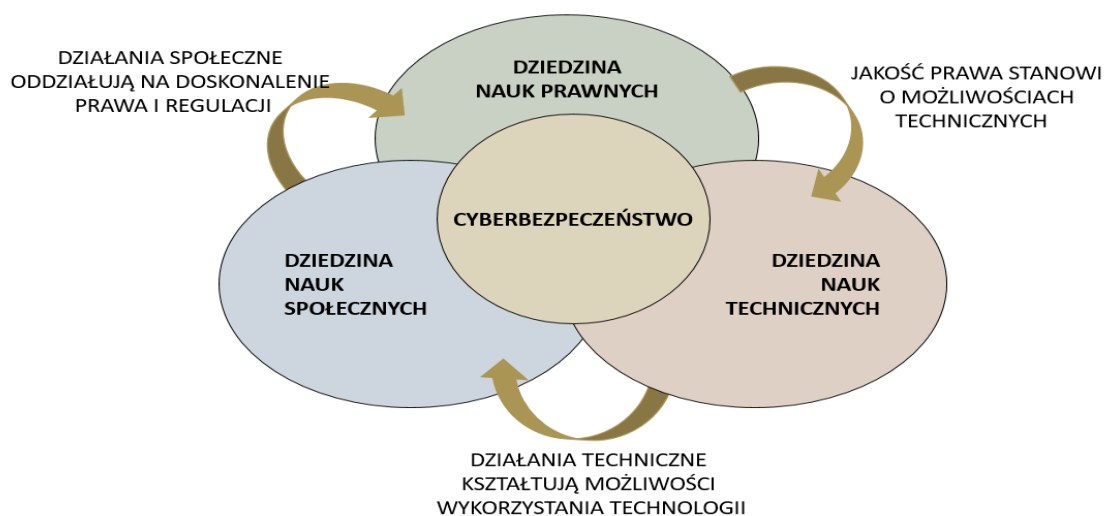 DZIAŁANIA SPOŁECZNE
ODDZIAŁUJĄ NA DOSKONALENIE
PRAWA I REGULACJI
DZIEDZINA
NAUK PRAWNYCH
JAKOŚĆ PRAWA STANOWI
O MOŻLIWOŚCIACH
TECHNICZNYCH
CYBERBEZPECZEŃSTWO
DZIEDZINA
NAUK
SPOŁECZNYCH
DZIEDZINA
NAUK
TECHNICZNYCH
DZIAŁANIA TECHNICZNE
KSZTAŁTUJĄ MOŻLIWOŚCI
WYKORZYSTANIA TECHNOLOGII